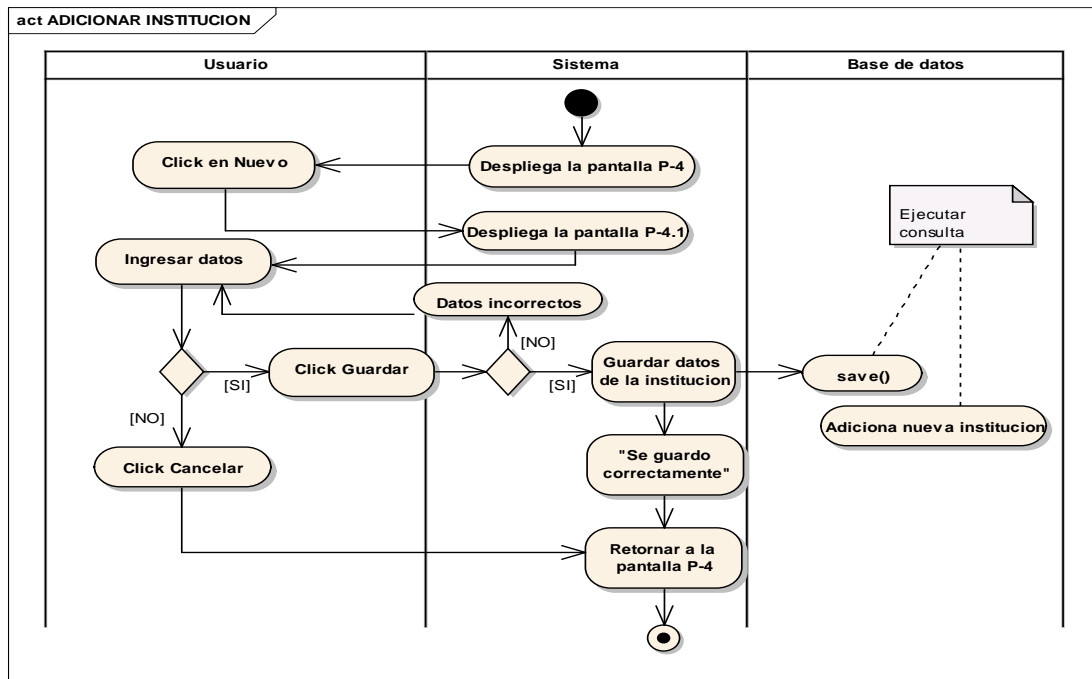 act ADICIONAR INSTITUCION
Usuario
Sistema
Base de datos
Click en Nuevo
Despliega la pantalla P-4
Ejecutar
consulta
Despliega la pantalla P-4.1
Ingresar datos
Datos incorrectos
[NO]
Click Guardar
[SI]
Guardar datos
de la institucion
[SI]
save()
[NO]
Adiciona nueva institucion
Click Cancelar
"Se guardo
correctamente"
Retornar a la
pantalla P-4